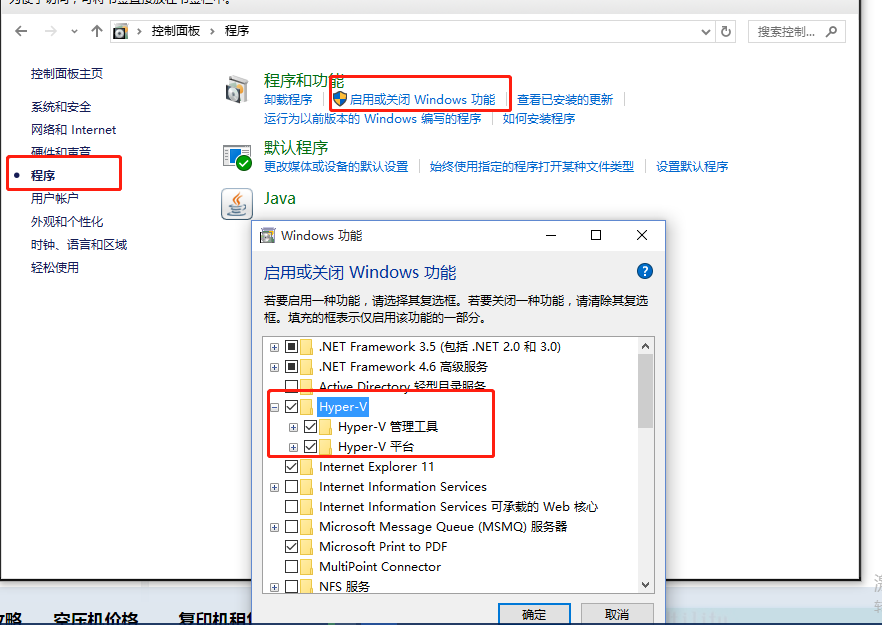 控制面板 > 程序
搜索控制...
控制面板主页
系统和安全
网络和 Internet
硬件和声音
程序
用户帐户
外观和个性化
时钟、语言和区域
轻松使用
程序和功能
卸载程序
启用或关闭 Windows 功能
查看已安装的更新
运行为以前版本的 Windows 编写的程序
如何安装程序
默认程序
更改媒体或设备的默认设置
始终使用指定的程序打开某种文件类型
设置默认程序
Java
Windows 功能
启用或关闭 Windows 功能
若要启用一种功能，请选择其复选框。若要关闭一种功能，请清除其复选
框。填充的框表示仅启用该功能的一部分。
.NET Framework 3.5 (包括 .NET 2.0 和 3.0)
.NET Framework 4.6 高级服务
Active Directory 轻型目录服务
Hyper-V
Hyper-V 管理工具
Hyper-V 平台
Internet Explorer 11
Internet Information Services
Internet Information Services 可承载的 Web 核心
Microsoft Message Queue (MSMQ) 服务器
Microsoft Print to PDF
MultiPoint Connector
NFS 服务
确定
取消
空压机价格